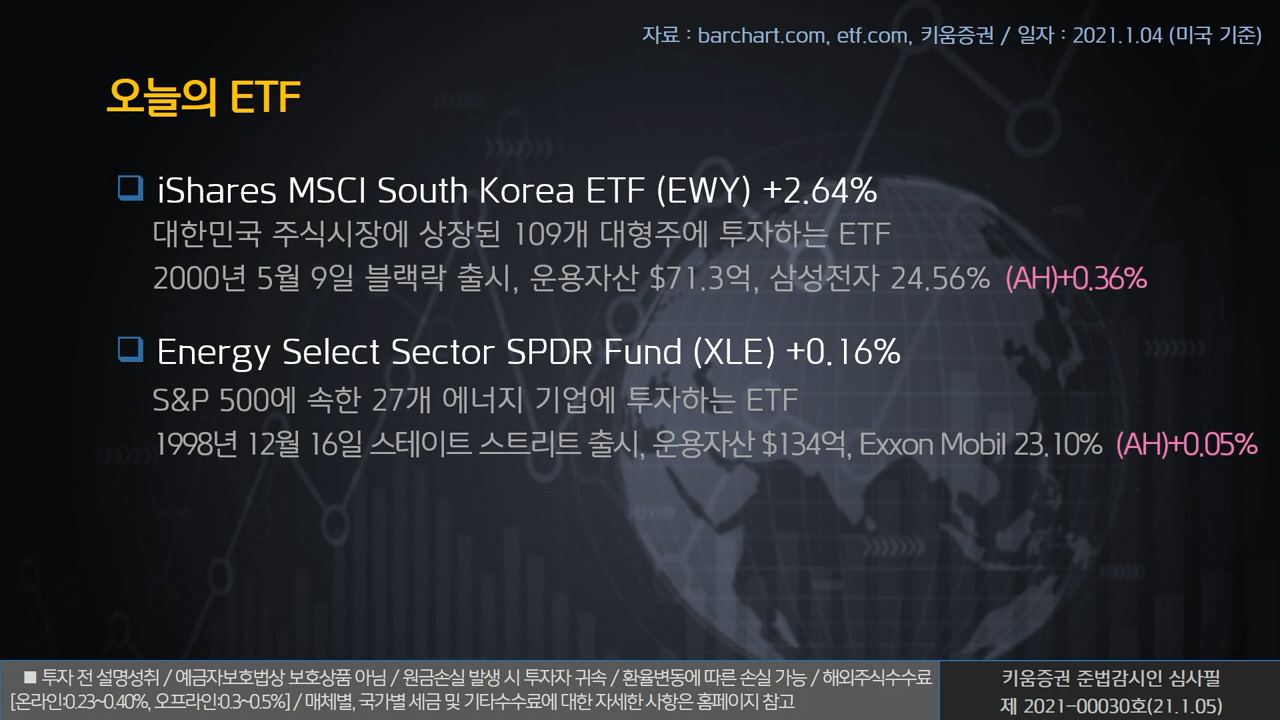 자료 : barchart.com, etf.com, 키움증권 / 일자 : 2021.1.04 (미국 기준)
오늘의 ETF
❑ iShares MSCI South Korea ETF (EWY) +2.64%
대한민국 주식시장에 상장된 109개 대형주에 투자하는 ETF
2000년 5월 9일 블랙락 출시, 운용자산 $71.3억, 삼성전자 24.56% (AH)+0.36%
❑ Energy Select Sector SPDR Fund (XLE) +0.16%
S&P 500에 속한 27개 에너지 기업에 투자하는 ETF
1998년 12월 16일 스테이트 스트리트 출시, 운용자산 $134억, Exxon Mobil 23.10% (AH)+0.05%
■ 투자 전 설명성취 / 예금자보호법상 보호상품 아님 / 원금손실 발생 시 투자자 귀속 / 환율변동에 따른 손실 가능 / 해외주식수수료
[온라인:0.23~0.40%, 오프라인:0.3~0.5%] / 매체별, 국가별 세금 및 기타수수료에 대한 자세한 사항은 홈페이지 참고
키움증권 준법감시인 심사필
제 2021-00030호(21.1.05)